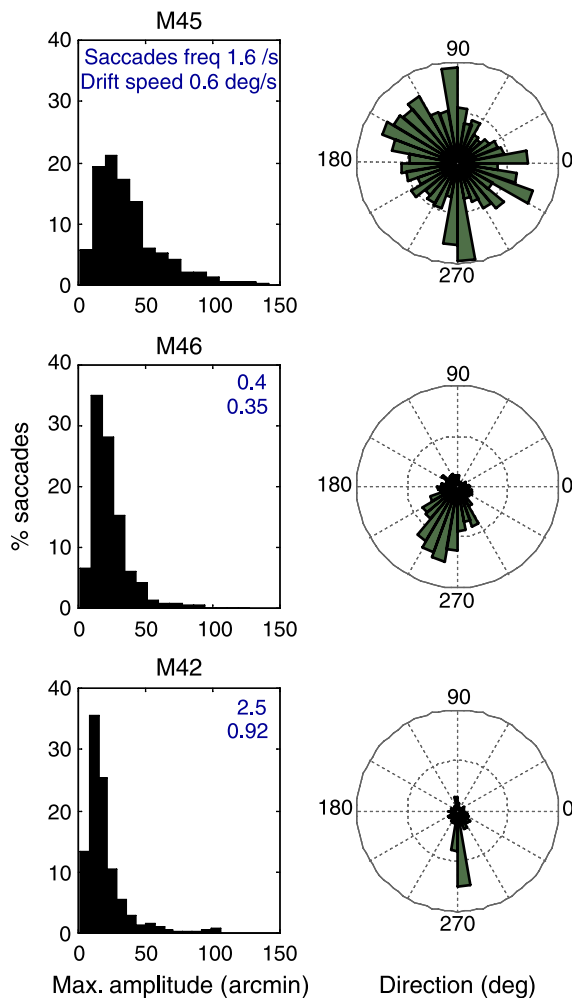 M45
Saccades freq 1.6 /s
Drift speed 0.6 deg/s
40
30
20
10
0
0 50 100 150
90
180
0
270
M46
0.4
0.35
40
30
20
10
0
0 50 100 150
% saccades
90
180
0
270
M42
2.5
0.92
40
30
20
10
0
0 50 100 150
Max. amplitude (arcmin)
90
180
0
270
Direction (deg)